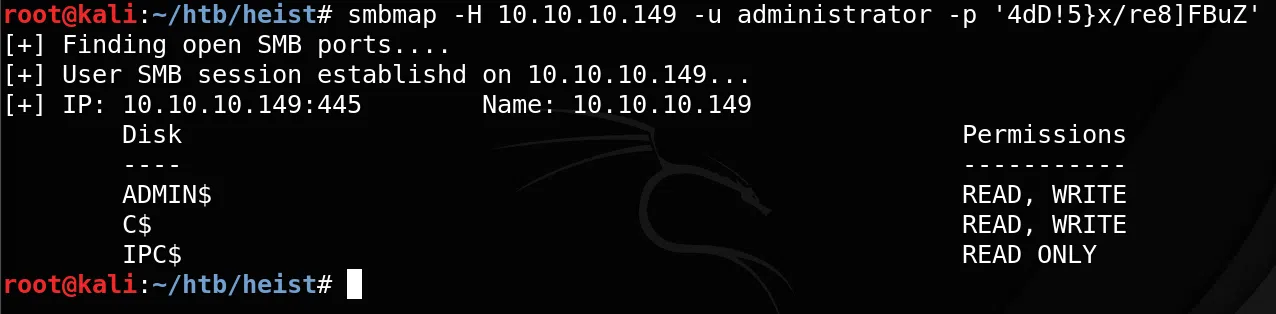 root@kali:~/htb/heist# smbmap -H 10.10.10.149 -u administrator -p '4dD!5}x/re8]FBuZ'
[+] Finding open SMB ports....
[+] User SMB session establishd on 10.10.10.149...
[+] IP: 10.10.10.149:445        Name: 10.10.10.149
        Disk                                                    Permissions
        ----                                                    -----------
        ADMIN$                                                  READ, WRITE
        C$                                                      READ, WRITE
        IPC$                                                    READ ONLY
root@kali:~/htb/heist#